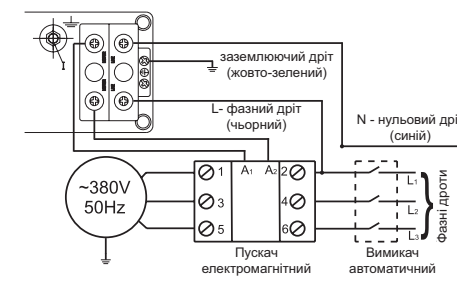 заземлюючий дріт
(жовто-зелений)
L- фазний дріт
(чорний)
N - нульовий дрі
(синій)
~380V
50Hz
1 A1 A2 2
3 4
5 6
L1
L2
L3
Фазні дроти
Пускач
електромагнітний
Вимикач
автоматичний